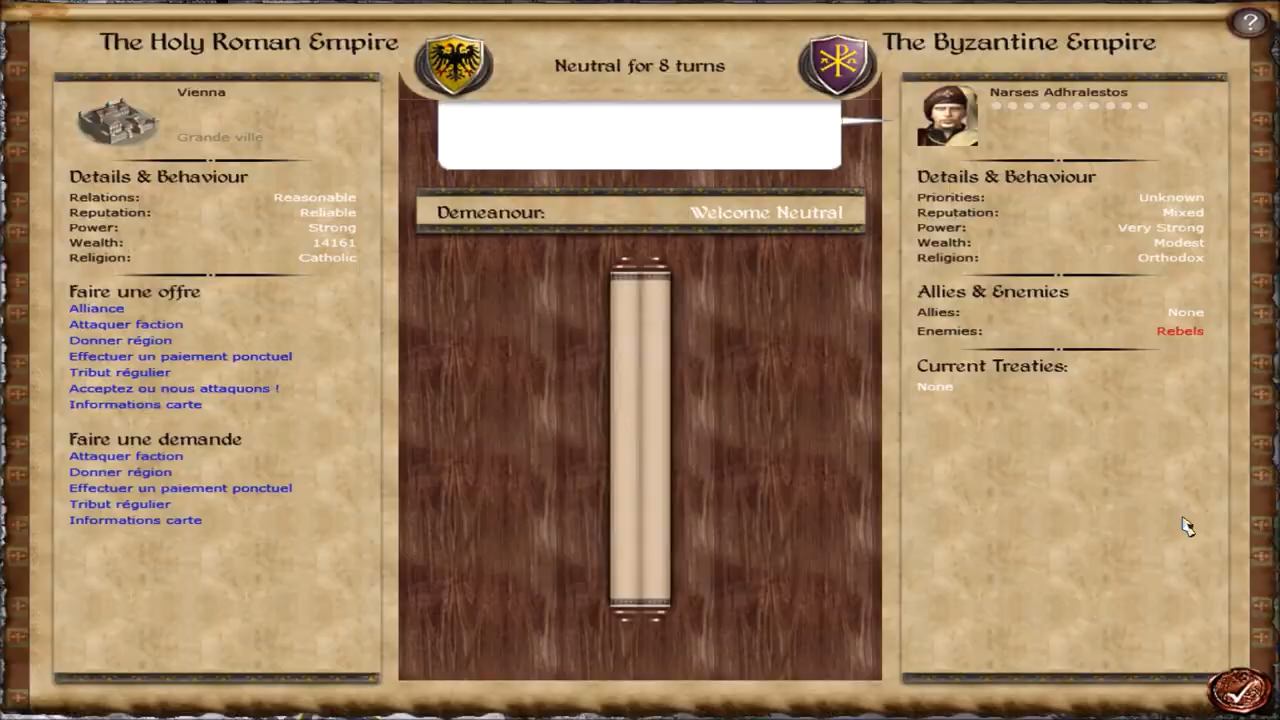 The Holy Roman Empire
Neutral for 8 turns
The Byzantine Empire
?
Vienna
Grande ville
Details & Behaviour
Relations: Reasonable
Reputation: Reliable
Power: Strong
Wealth: 14161
Religion: Catholic
Faire une offre
Alliance
Attaquer faction
Donner région
Effectuer un paiement ponctuel
Tribut régulier
Acceptez ou nous attaquons !
Informations carte
Faire une demande
Attaquer faction
Donner région
Effectuer un paiement ponctuel
Tribut régulier
Informations carte
Demeanour: Welcome Neutral
Narses Adhralestos
Details & Behaviour
Priorities: Unknown
Reputation: Mixed
Power: Very Strong
Wealth: Modest
Religion: Orthodox
Allies & Enemies
Allies: None
Enemies: Rebels
Current Treaties:
None